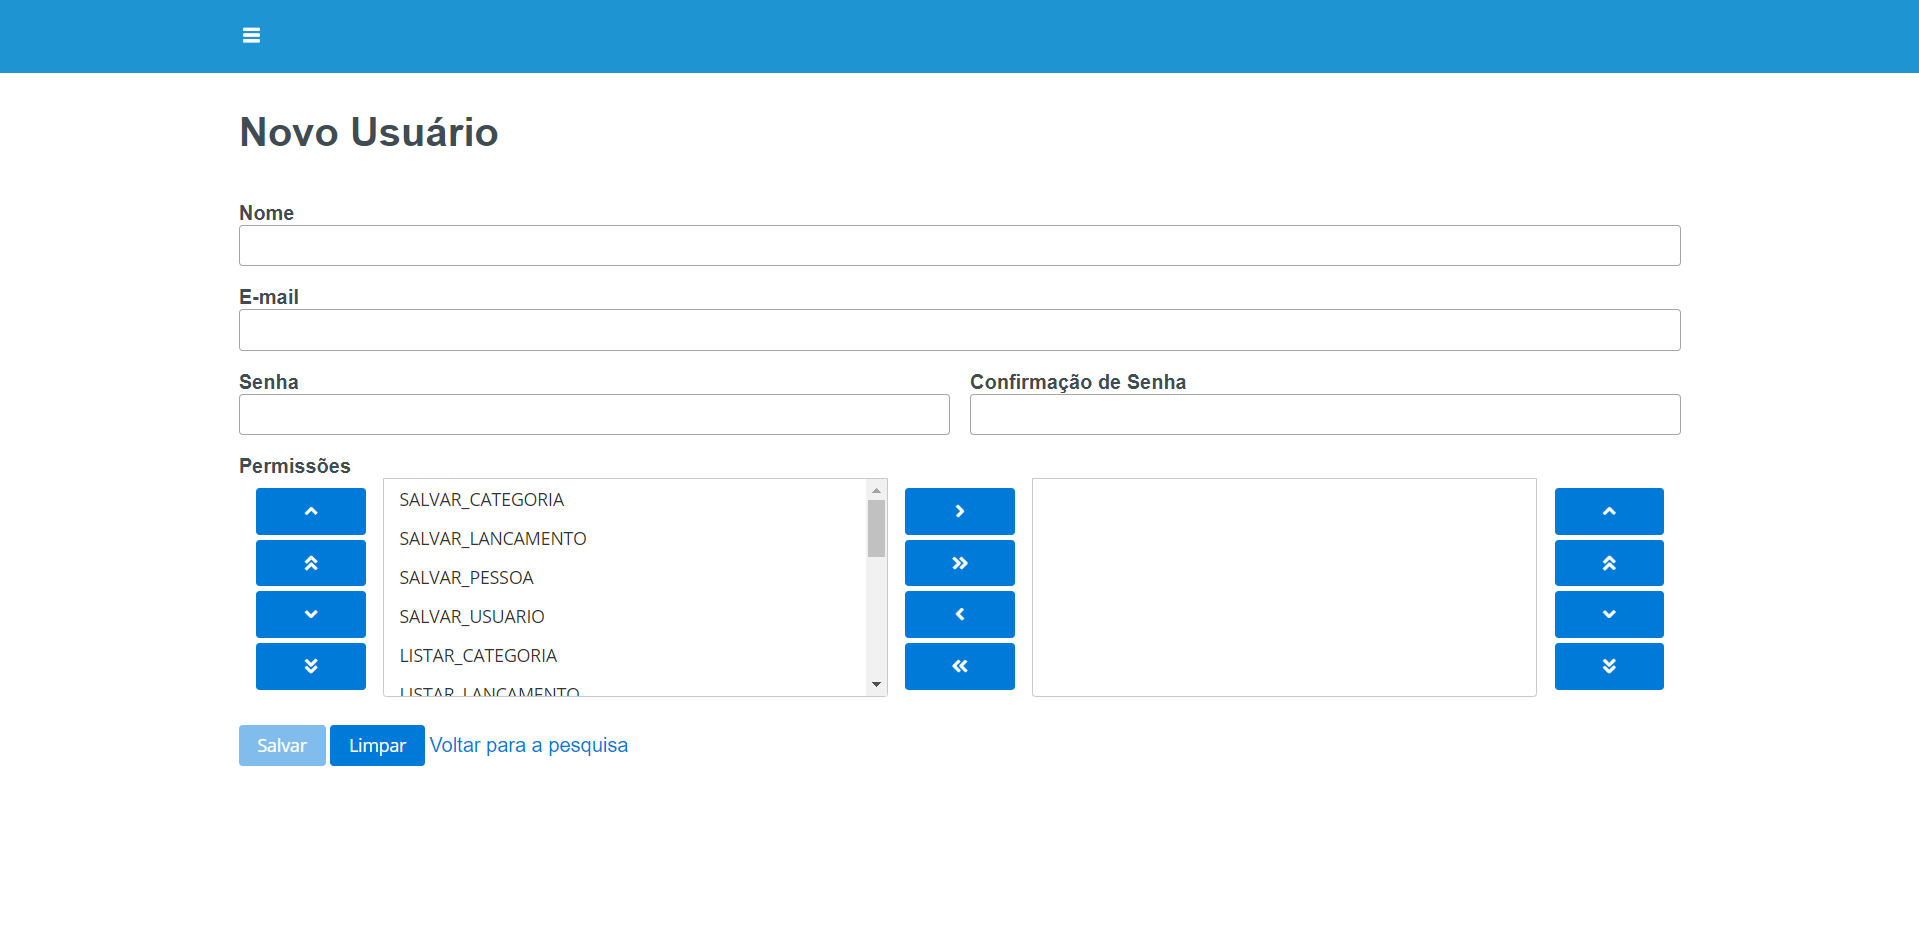 Novo Usuário
Nome
E-mail
Senha Confirmação de Senha
Permissões
SALVAR_CATEGORIA
SALVAR_LANCAMENTO
SALVAR_PESSOA
SALVAR_USUARIO
LISTAR_CATEGORIA
LISTAR_LANCAMENTO
Salvar Limpar Voltar para a pesquisa